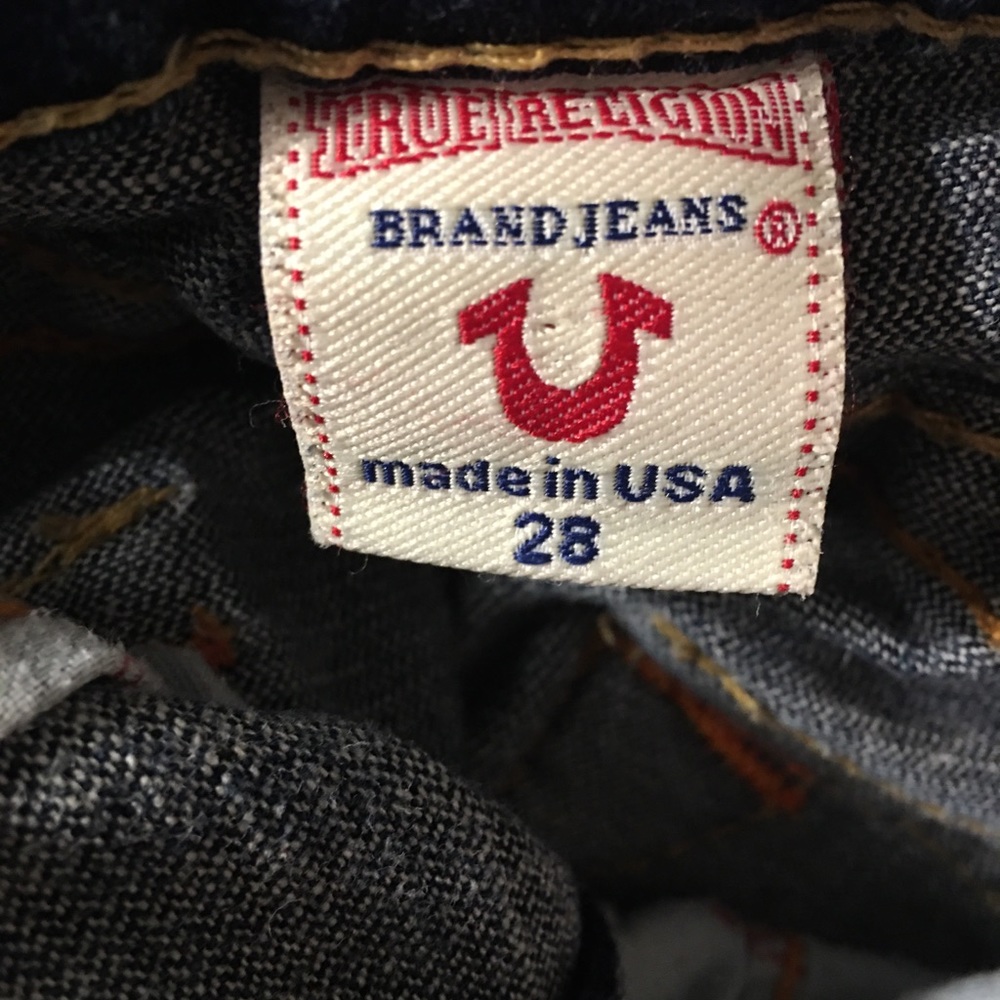 TRUE RELIGION
BRAND JEANS ®
made in USA
28